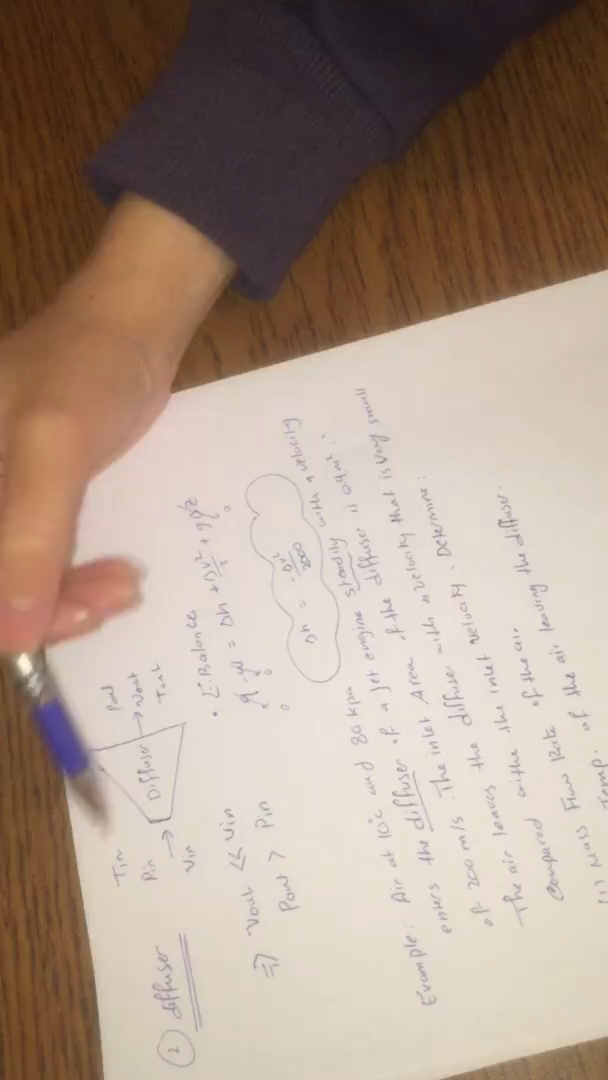 2 diffuser
Tin
Pin
Vin
Diffuser
Pout
Vout
Tout
⇒ Vout << Vin
Pout > Pin
• E.Balance
q - w = Δh + ΔV²/2 + gΔz
0 0 0
Δh = -ΔV²/2000
Example: Air at 10°c and 80 kpa steadily with a velocity
enters the diffuser of a jet engine diffuser is 0.4m².
of 200 m/s. The inlet Area of the
The air leaves the diffuser with a velocity that is very small
compared withe the inlet velocity. Determine:
(1) Mass Flow Rate of the air.
Temp. of the air leaving the diffuser.